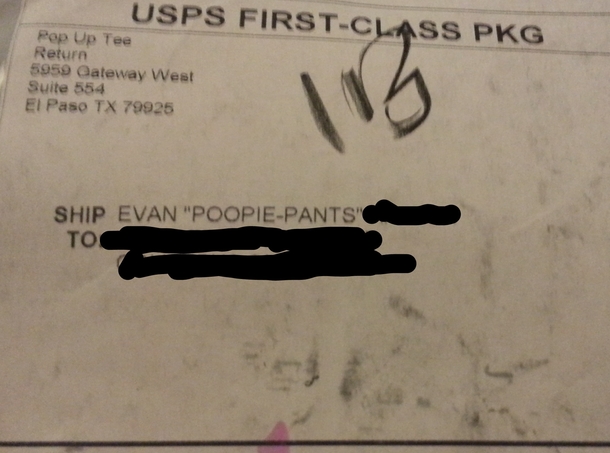 USPS FIRST-CLASS PKG
Pop Up Tee
Return
5959 Gateway West
Suite 554
El Paso TX 79925
113
SHIP EVAN "POOPIE-PANTS"
TO